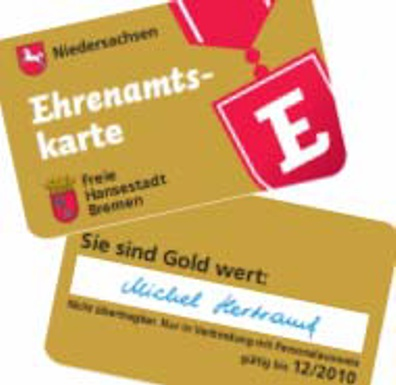 Niedersachsen
Ehrenamts-
karte
E
freie
Hansestadt
Bremen
Sie sind Gold wert:
Michel Hertramf
Nicht übertragbar. Nur in Verbindung mit Personalausweis
gültig bis 12/2010